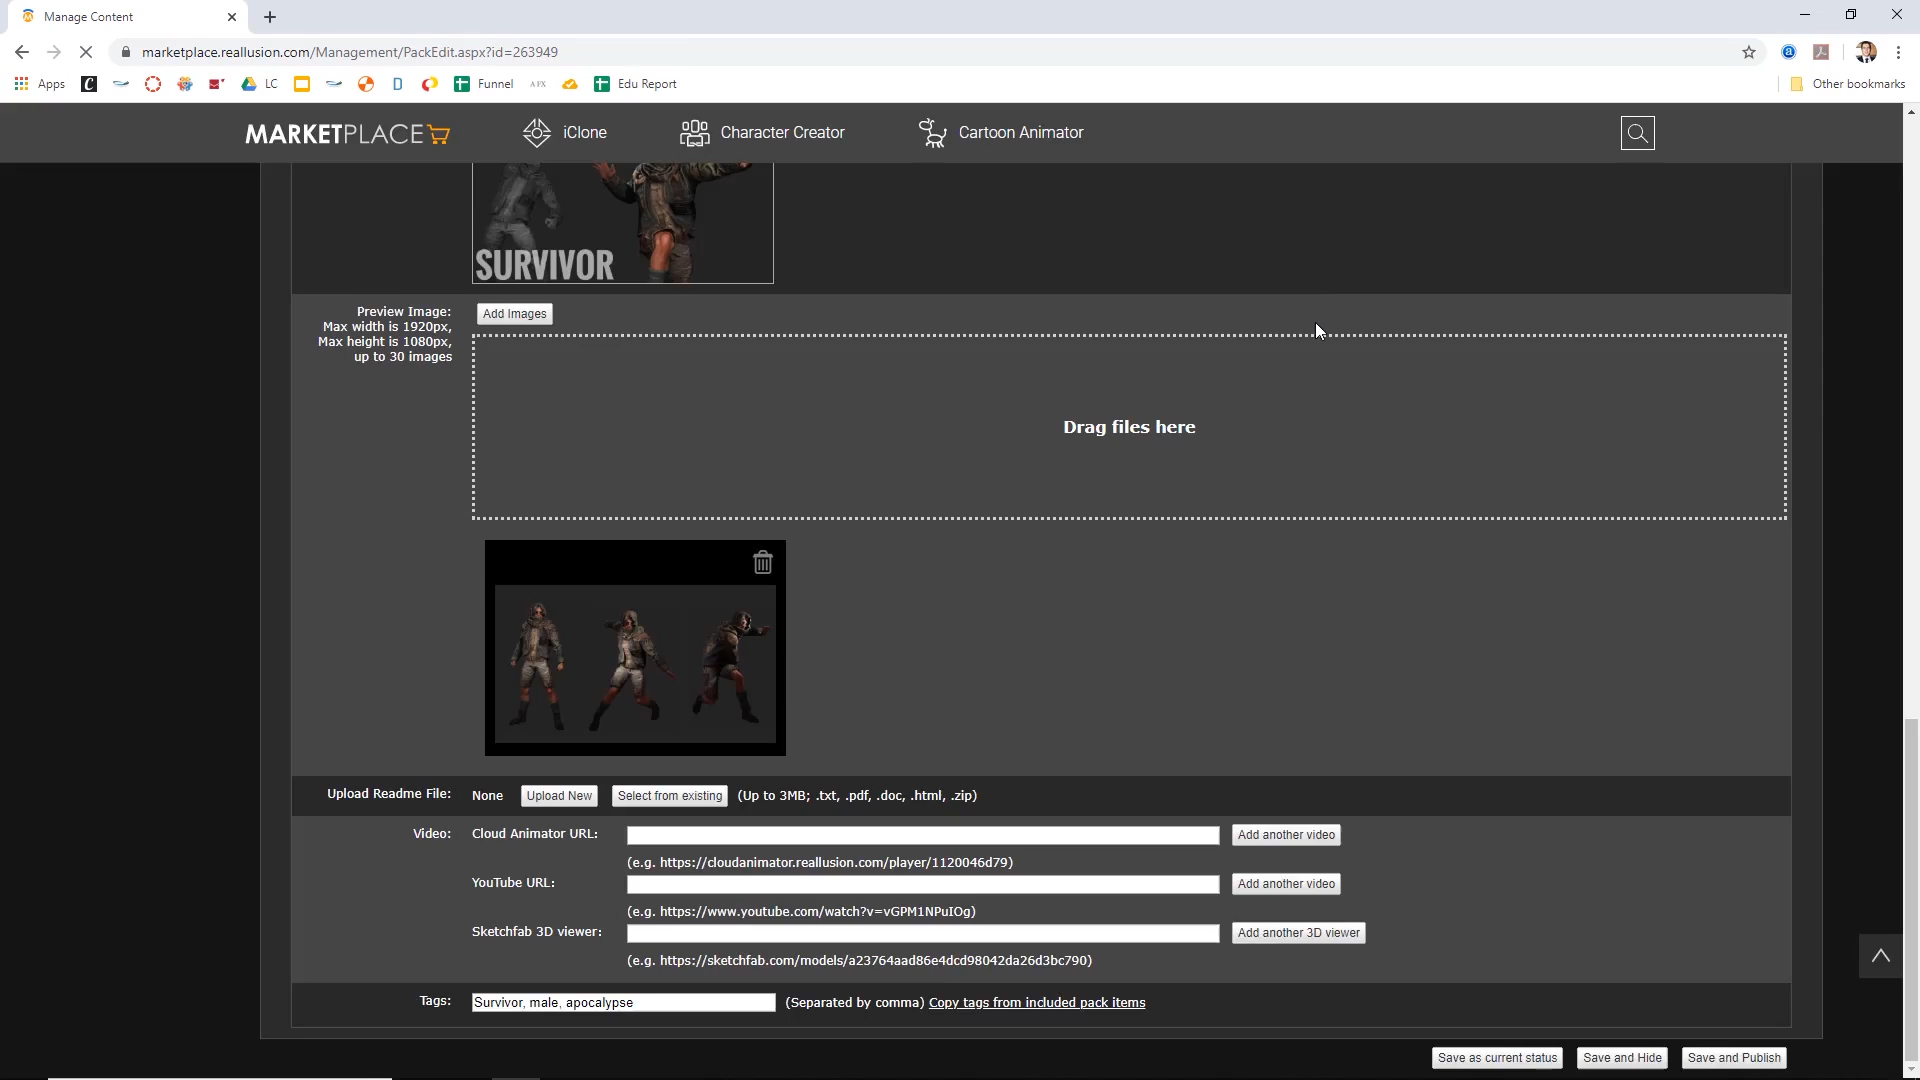 Manage Content
marketplace.reallusion.com/Management/PackEdit.aspx?id=263949
Apps LC Funnel AFX Edu Report Other bookmarks
MARKETPLACE iClone Character Creator Cartoon Animator
SURVIVOR
Preview Image:
Max width is 1920px,
Max height is 1080px,
up to 30 images
Add Images
Drag files here
Upload Readme File: None Upload New Select from existing (Up to 3MB; .txt, .pdf, .doc, .html, .zip)
Video: Cloud Animator URL: Add another video
(e.g. https://cloudanimator.reallusion.com/player/1120046d79)
YouTube URL: Add another video
(e.g. https://www.youtube.com/watch?v=vGPM1NPuIOg)
Sketchfab 3D viewer: Add another 3D viewer
(e.g. https://sketchfab.com/models/a23764aad86e4dcd98042da26d3bc790)
Tags: Survivor, male, apocalypse (Separated by comma) Copy tags from included pack items
Save as current status Save and Hide Save and Publish